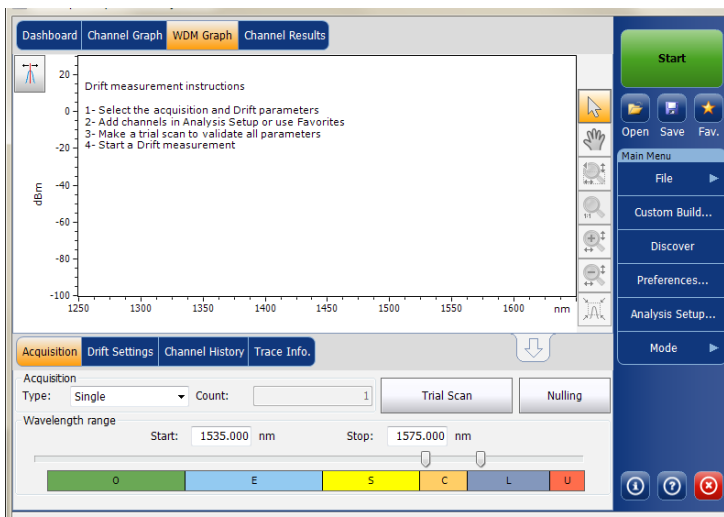 Dashboard Channel Graph WDM Graph Channel Results
Start
20
Drift measurement instructions
0
1- Select the acquisition and Drift parameters
2- Add channels in Analysis Setup or use Favorites
3- Make a trial scan to validate all parameters
4- Start a Drift measurement
-20
-40
dBm
-60
-80
-100
1250 1300 1350 1400 1450 1500 1550 1600 nm
1:1
Open Save Fav.
Main Menu
File
Custom Build...
Discover
Preferences...
Analysis Setup...
Mode
Acquisition Drift Settings Channel History Trace Info.
Acquisition
Type: Single Count: 1 Trial Scan Nulling
Wavelength range
Start: 1535.000 nm Stop: 1575.000 nm
O E S C L U